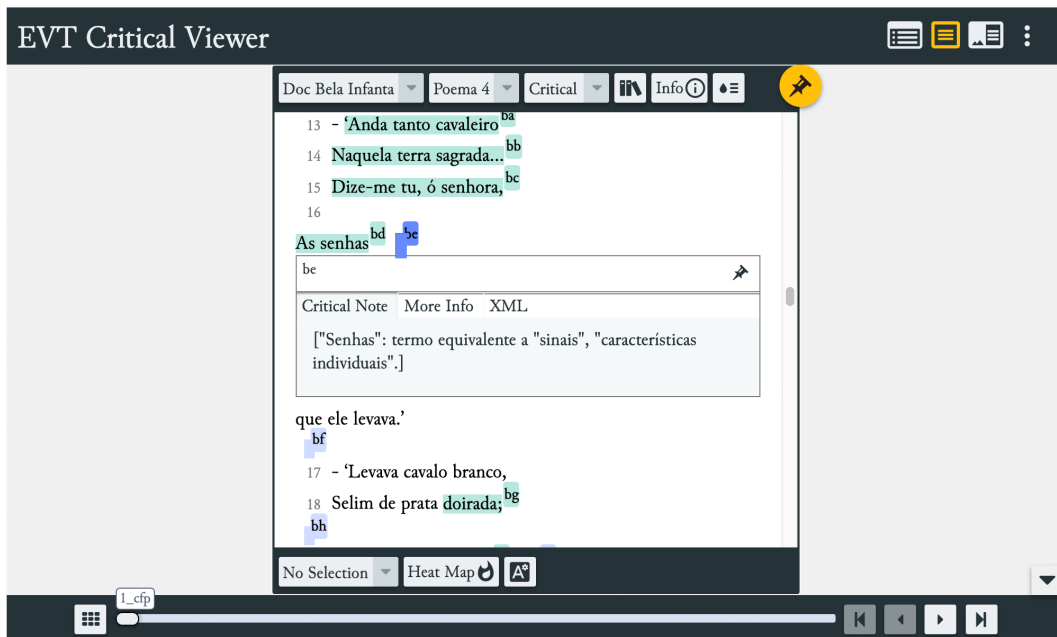 EVT Critical Viewer
Doc Bela Infanta Poema 4 Critical Info
13 - ‘Anda tanto cavaleiro ba
14 Naquela terra sagrada... bb
15 Dize-me tu, ó senhora, bc
16
As senhas bd be
be
Critical Note More Info XML
["Senhas": termo equivalente a "sinais", "características
individuais".]
que ele levava.’
bf
17 - ‘Levava cavalo branco,
18 Selim de prata doirada; bg
bh
No Selection Heat Map A
1_cfp